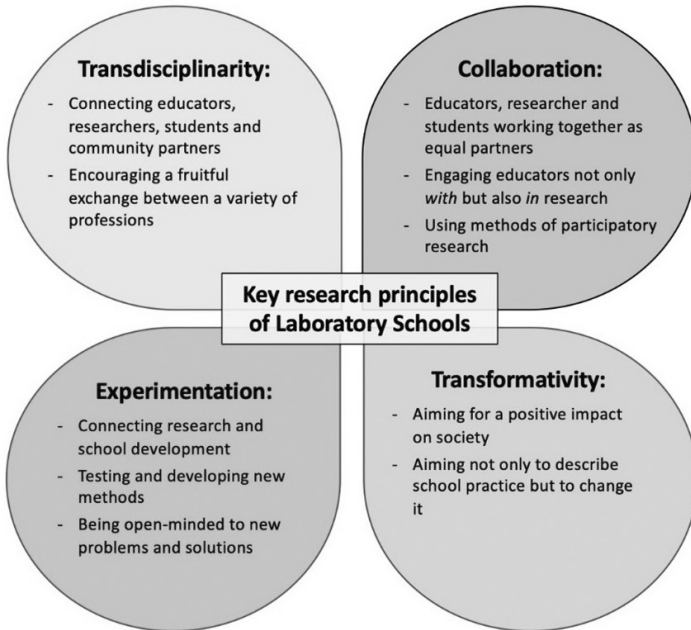 Transdisciplinarity:
- Connecting educators,
researchers, students and
community partners
- Encouraging a fruitful
exchange between a variety of
professions
Collaboration:
- Educators, researcher and
students working together as
equal partners
- Engaging educators not only
with but also in research
- Using methods of participatory
research
Key research principles
of Laboratory Schools
Experimentation:
- Connecting research and
school development
- Testing and developing new
methods
- Being open-minded to new
problems and solutions
Transformativity:
- Aiming for a positive impact
on society
- Aiming not only to describe
school practice but to change
it